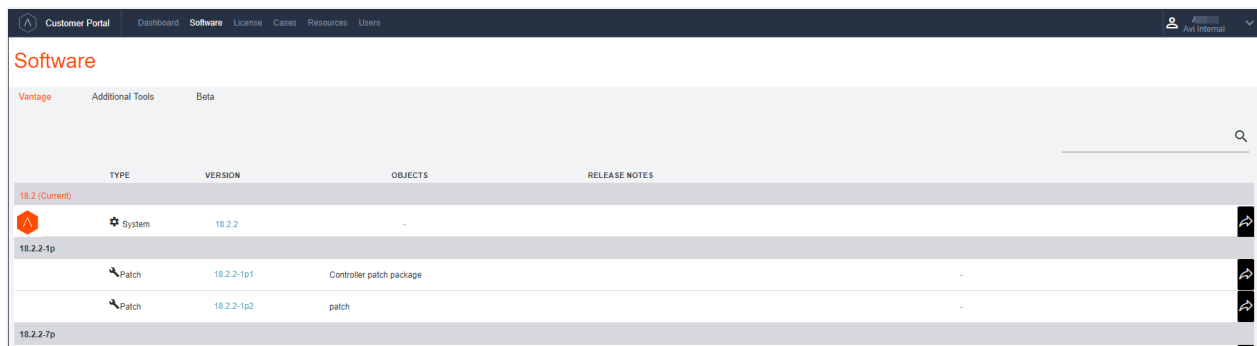 Customer Portal Dashboard Software License Cases Resources Users
Avi Internal
Software
Vantage Additional Tools Beta
TYPE VERSION OBJECTS RELEASE NOTES
18.2 (Current)
System 18.2.2 -
18.2.2-1p
Patch 18.2.2-1p1 Controller patch package -
Patch 18.2.2-1p2 patch -
18.2.2-7p